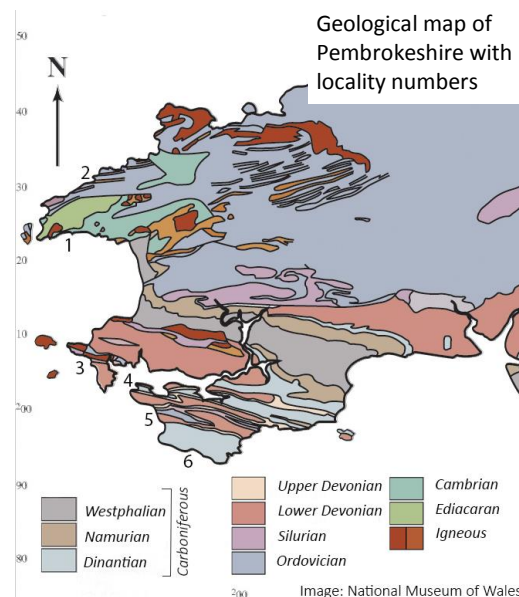 Geological map of
Pembrokeshire with
locality numbers
50
N
40
2
30
1
20
10
3
4
200
5
6
90
Westphalian
Namurian
Dinantian
Carboniferous
Upper Devonian
Lower Devonian
Silurian
Ordovician
Cambrian
Ediacaran
Igneous
80
200
Image: National Museum of Wales